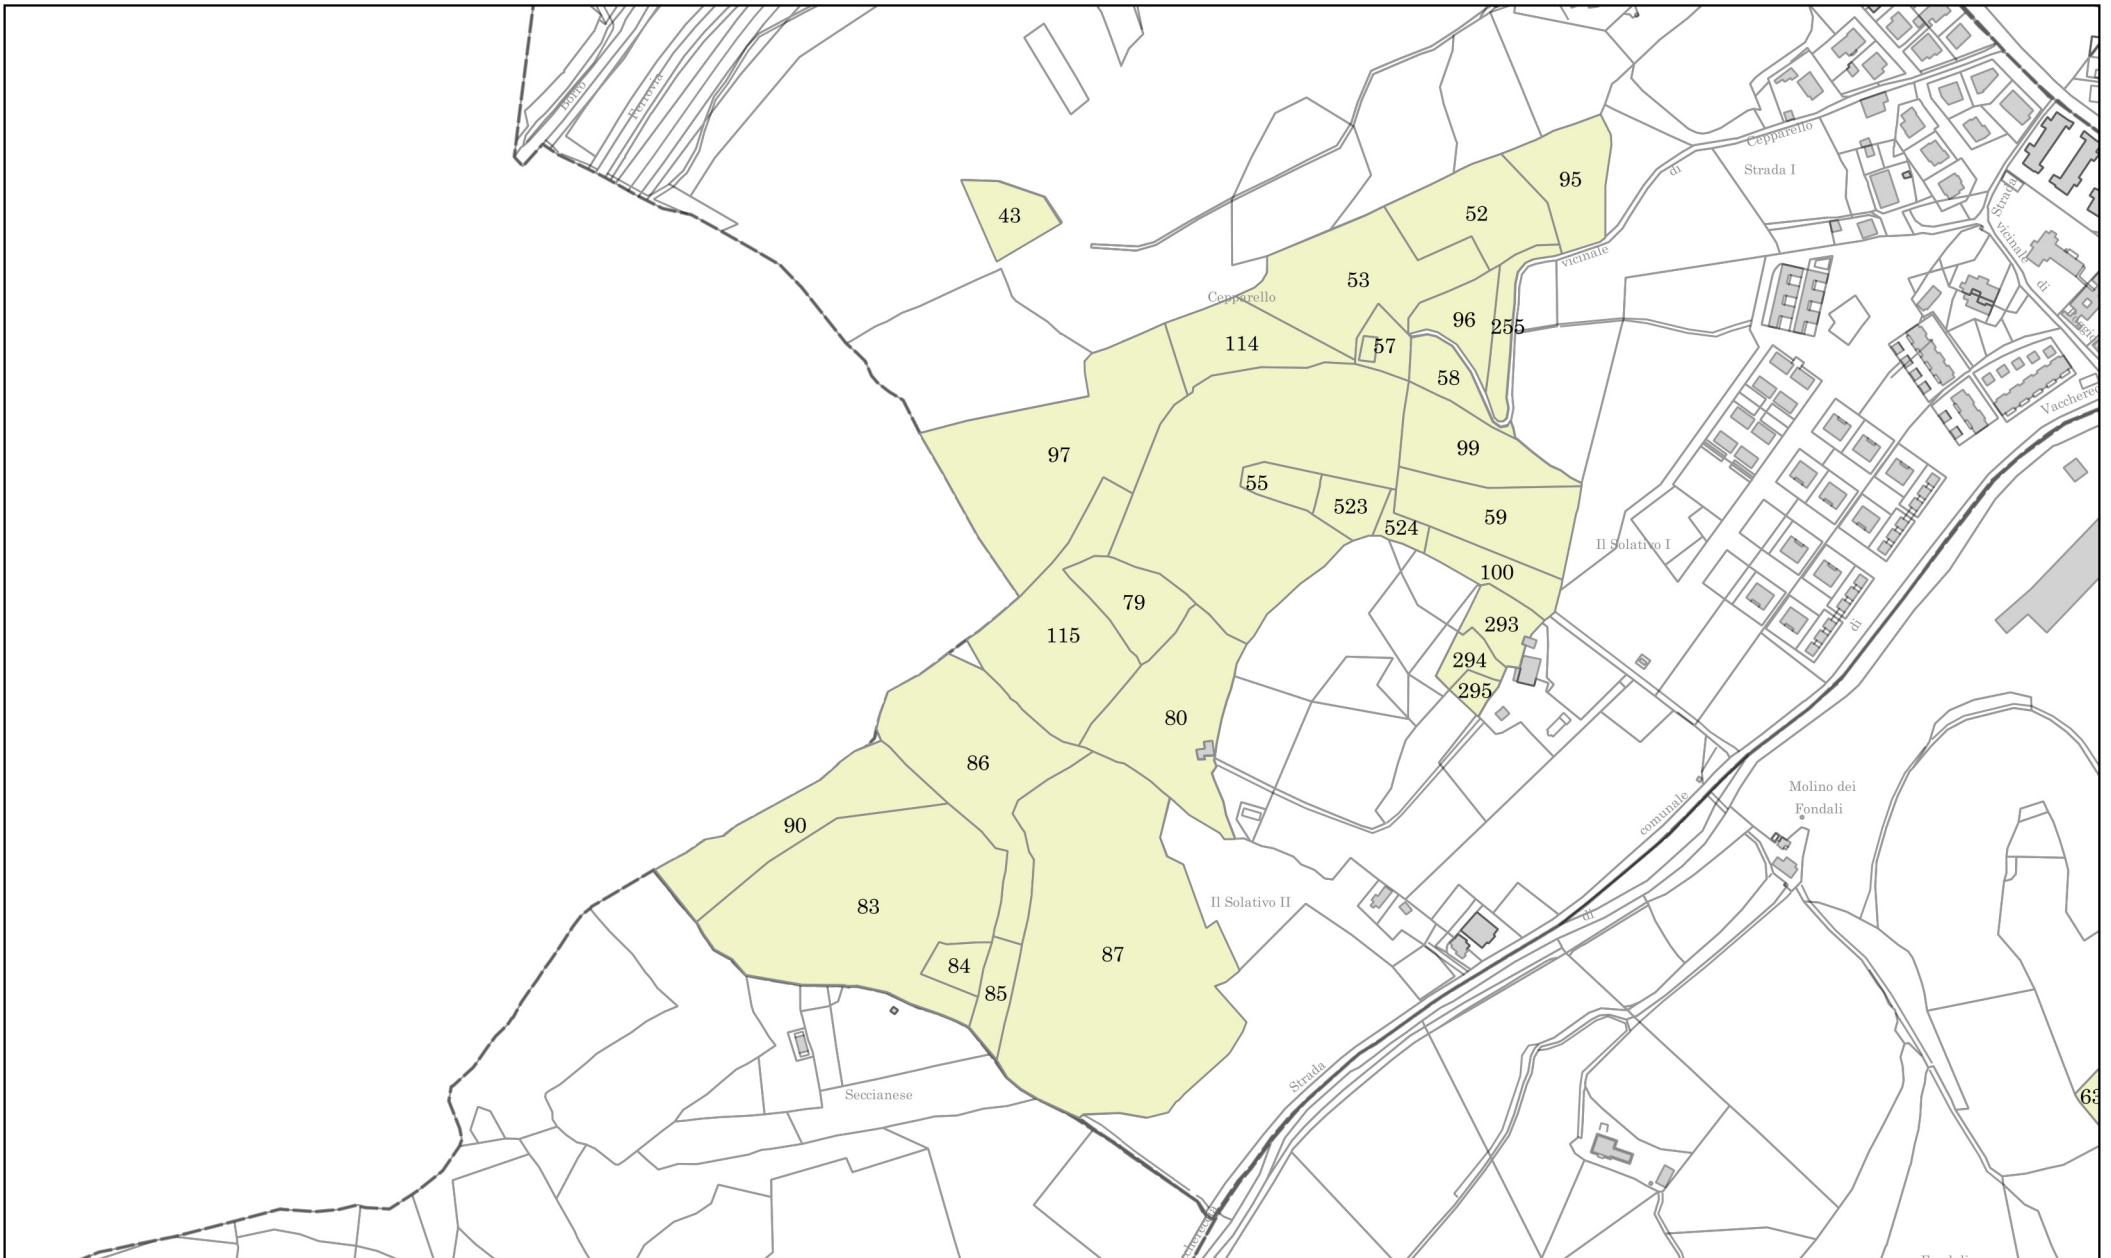 Borro
Ferrovia
Cepparello
Strada I
di
95
43
52
Strada
vicinale
vicinale
di
53
Cepparello
96
255
114
57
58
97
99
55
523
59
524
Il Solativo I
100
79
293
di
115
294
295
80
86
Molino dei
Fondali
comunale
90
Il Solativo II
83
di
87
84
85
Strada
Seccianese
63